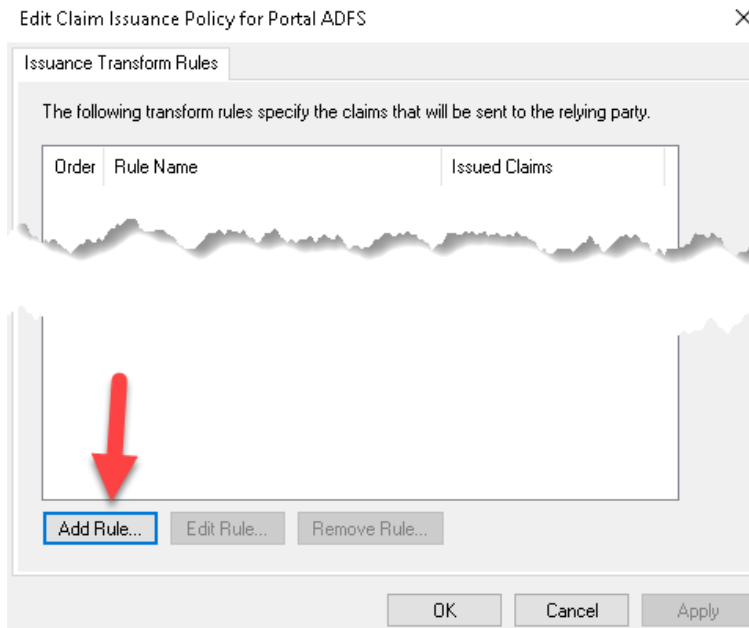 Edit Claim Issuance Policy for Portal ADFS
Issuance Transform Rules
The following transform rules specify the claims that will be sent to the relying party.
Order Rule Name Issued Claims
Add Rule... Edit Rule... Remove Rule...
OK Cancel Apply